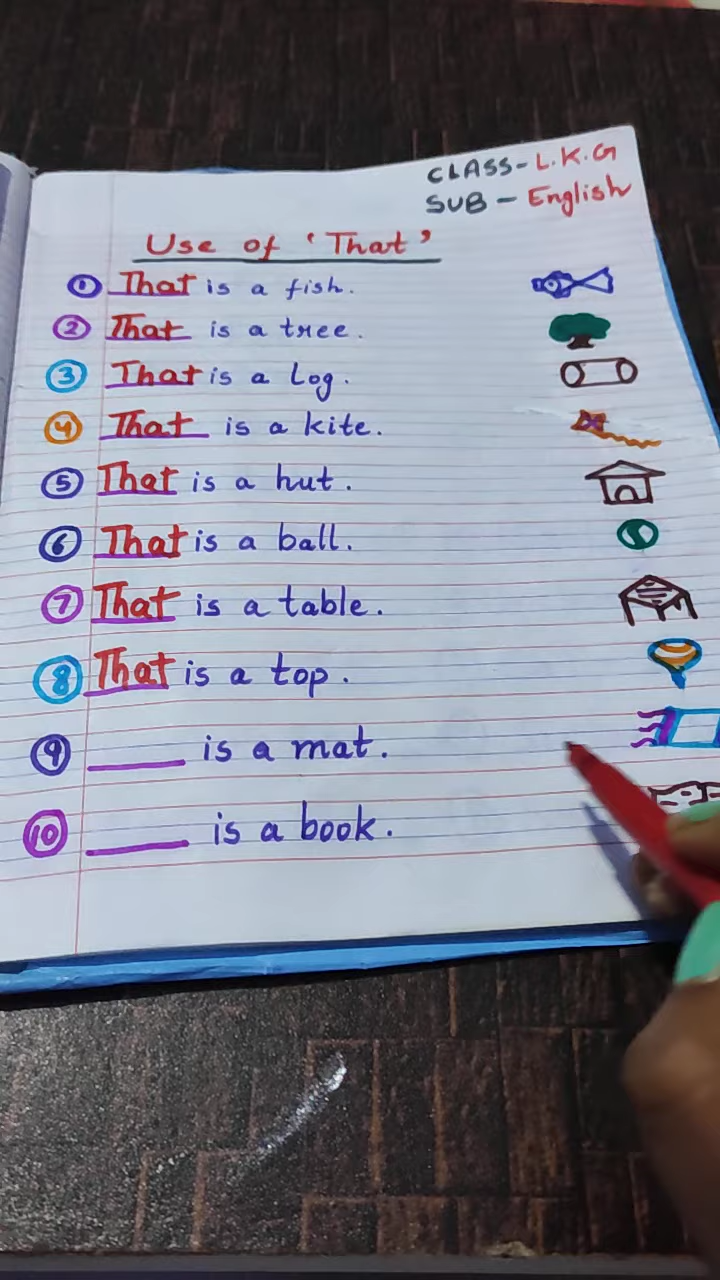 CLASS-L.K.G
SUB - English
Use of 'That'
① That is a fish.
② That is a tree.
③ That is a Log.
④ That is a kite.
⑤ That is a hut.
⑥ That is a ball.
⑦ That is a table.
⑧ That is a top.
⑨ ____ is a mat.
⑩ ____ is a book.